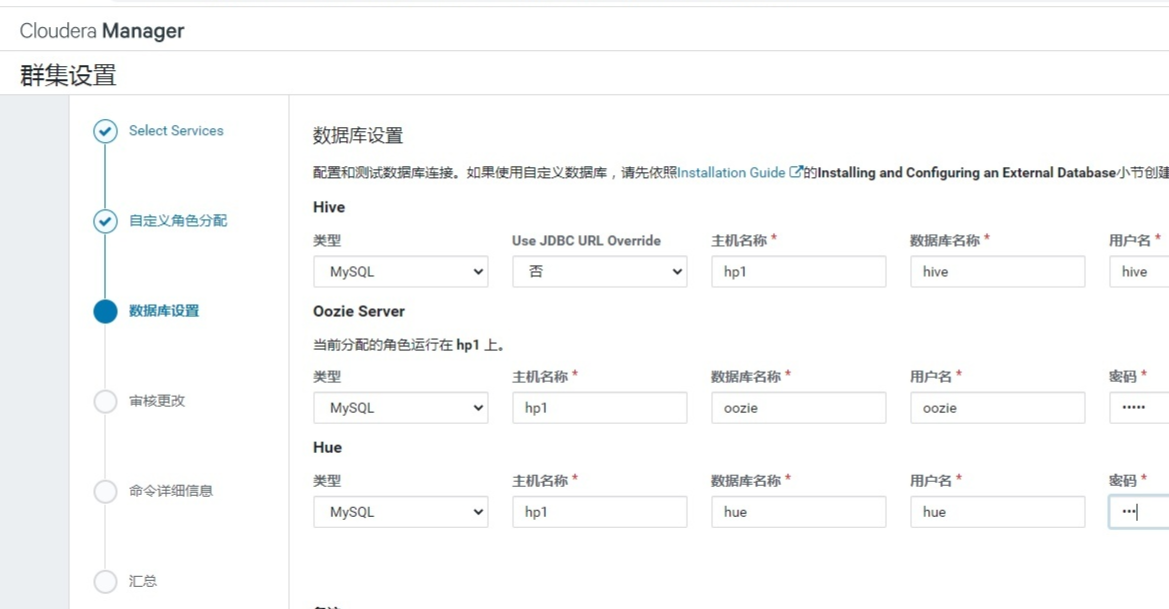 Cloudera Manager
群集设置
Select Services
自定义角色分配
数据库设置
审核更改
命令详细信息
汇总
数据库设置
配置和测试数据库连接。如果使用自定义数据库，请先依照Installation Guide的Installing and Configuring an External Database小节创建
Hive
类型 Use JDBC URL Override 主机名称 * 数据库名称 * 用户名 *
MySQL 否 hp1 hive hive
Oozie Server
当前分配的角色运行在 hp1 上。
类型 主机名称 * 数据库名称 * 用户名 * 密码 *
MySQL hp1 oozie oozie •••••
Hue
类型 主机名称 * 数据库名称 * 用户名 * 密码 *
MySQL hp1 hue hue •••